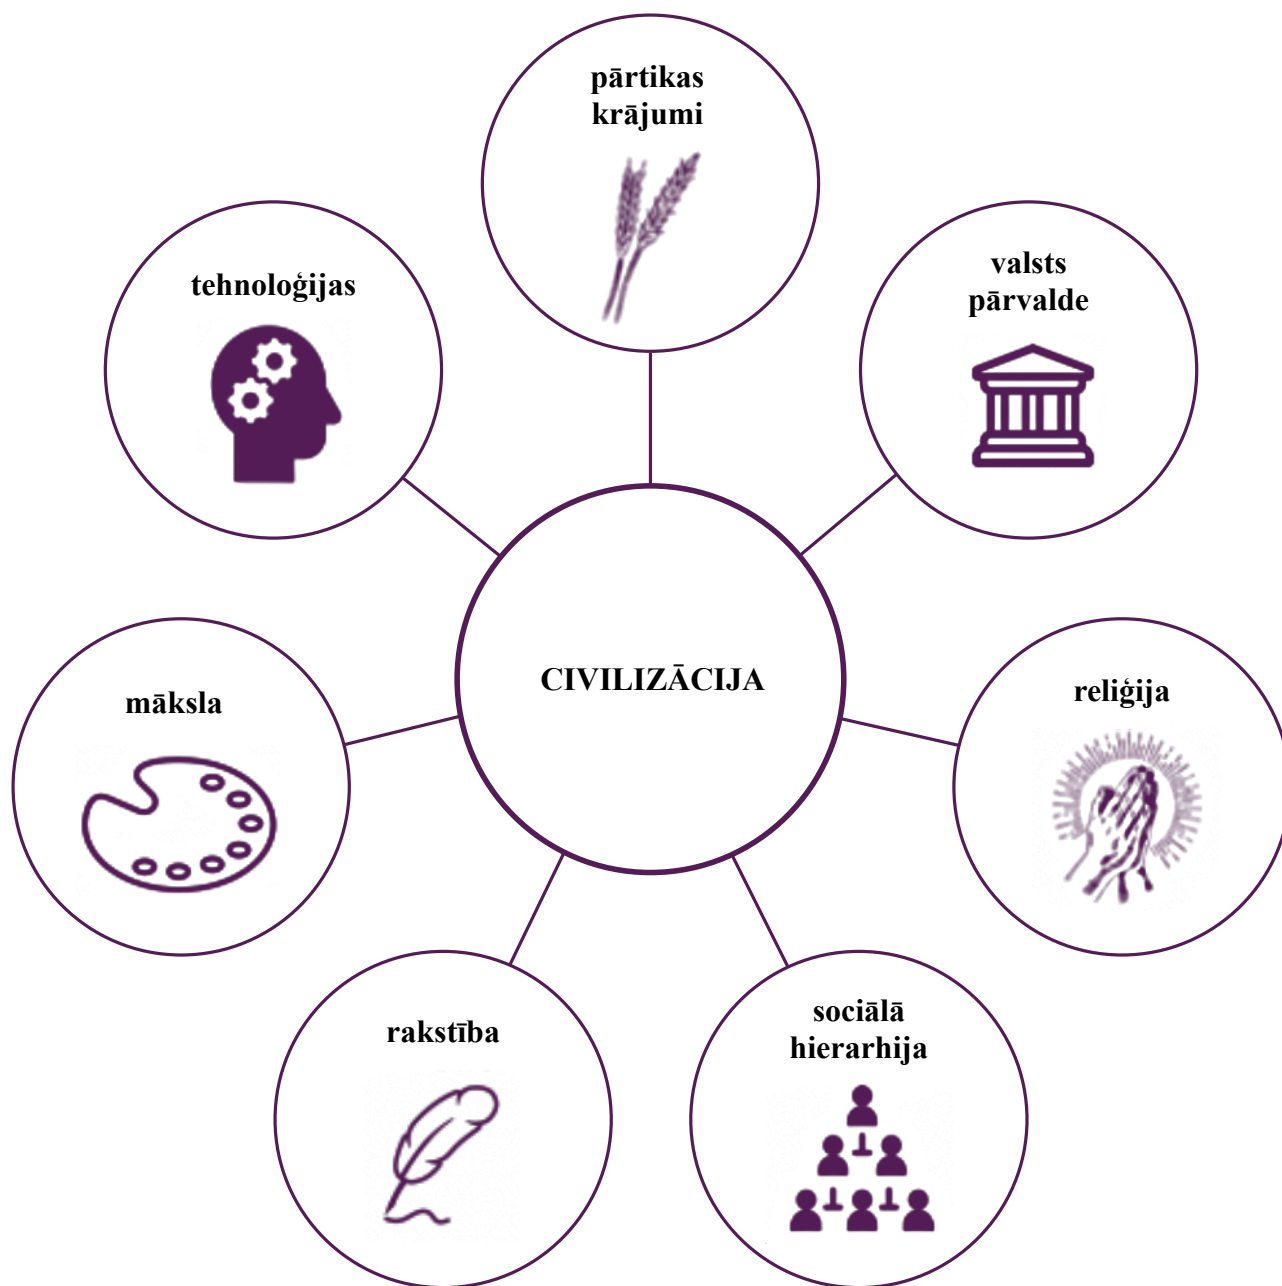 pārtikas
krājumi
valsts
pārvalde
tehnoloģijas
CIVILIZĀCIJA
reliģija
māksla
sociālā
hierarhija
rakstība